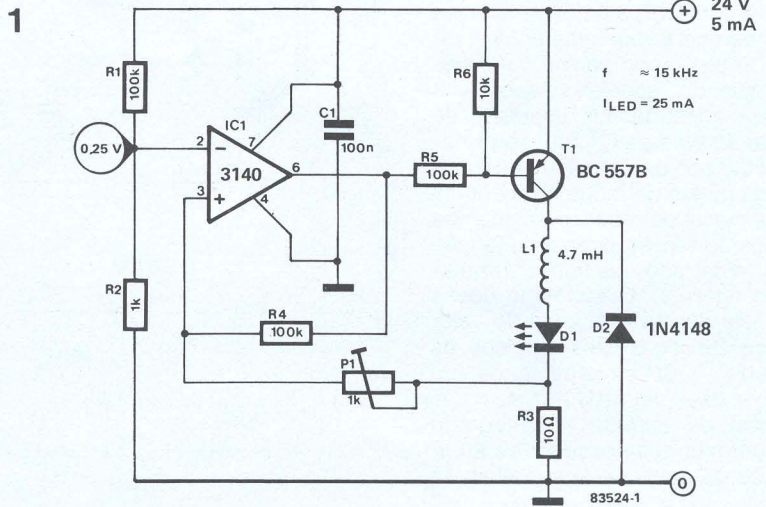 1
24 V
5 mA
+
R1
100k
R6
10k
f ≈ 15 kHz
I LED = 25 mA
C1
100n
IC1
7
T1
0,25 V
2
−
3140
6
R5
100k
BC 557B
3
+
4
L1
4.7 mH
R2
1k
R4
100k
D1
D2
1N4148
P1
1k
R3
10Ω
83524-1
0